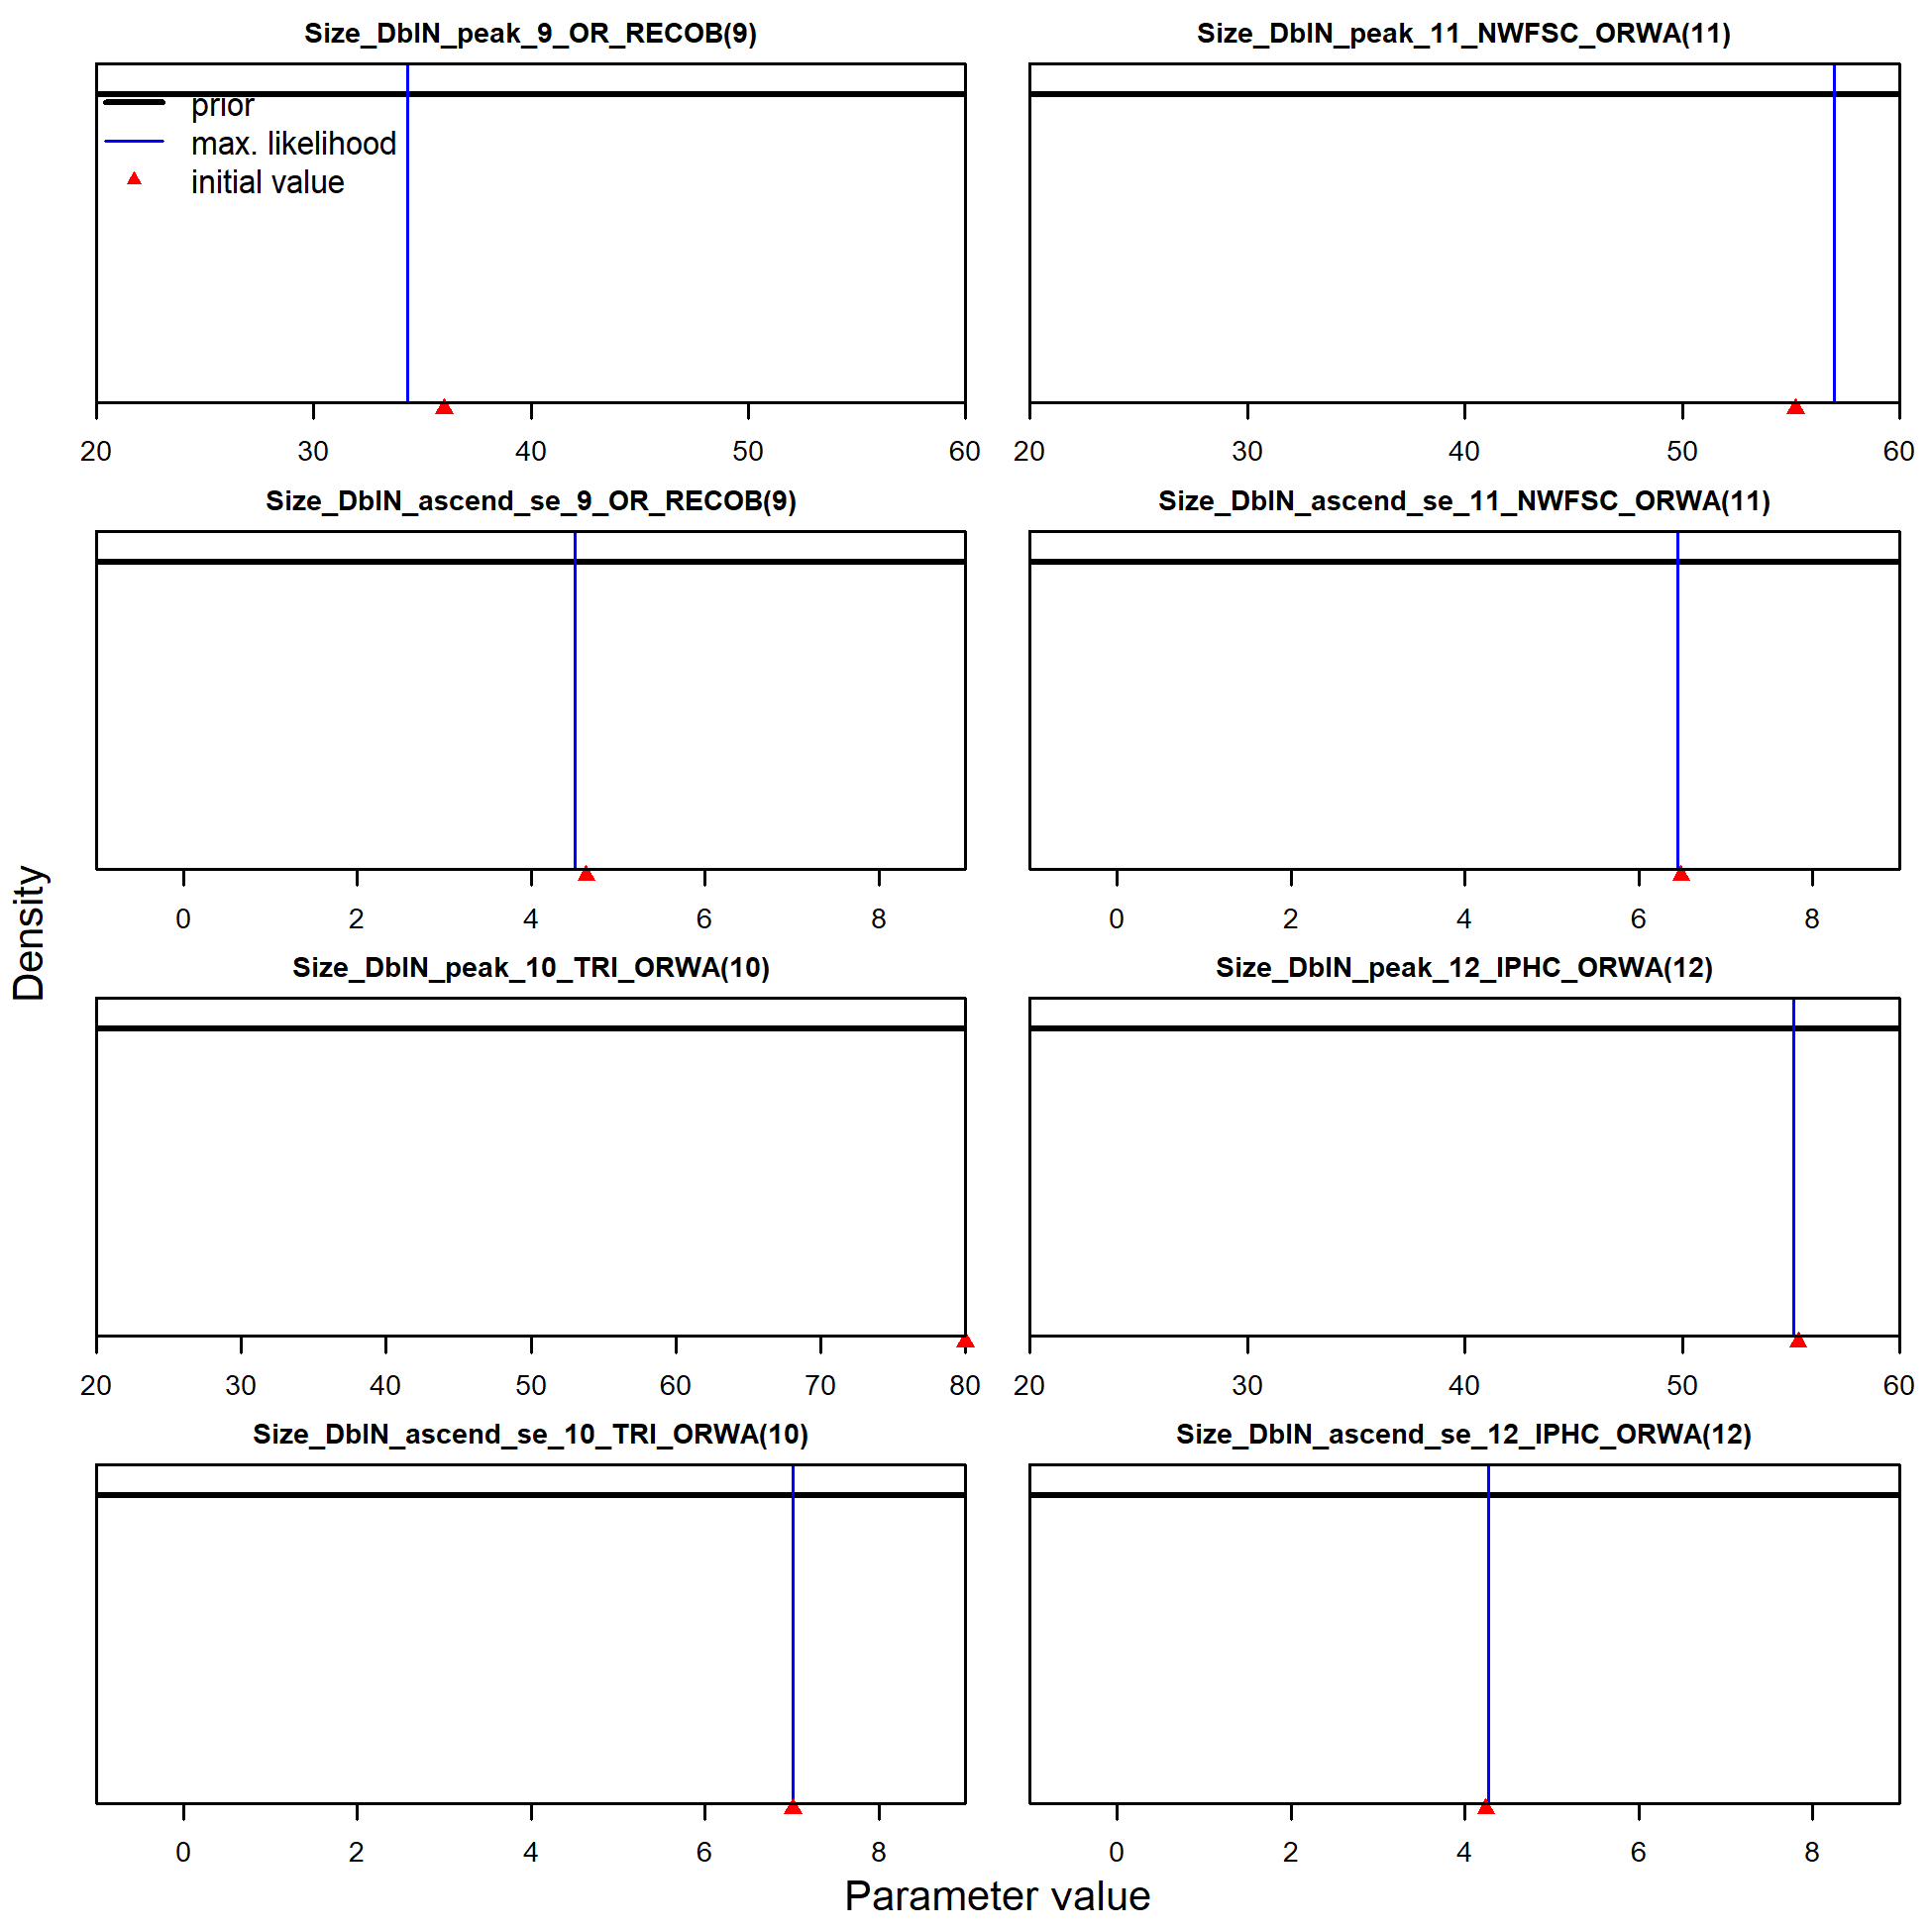 Size_DblN_peak_9_OR_RECOB(9)
prior
max. likelihood
initial value
20 30 40 50 60
Size_DblN_peak_11_NWFSC_ORWA(11)
20 30 40 50 60
Size_DblN_ascend_se_9_OR_RECOB(9)
0 2 4 6 8
Size_DblN_ascend_se_11_NWFSC_ORWA(11)
0 2 4 6 8
Density
Size_DblN_peak_10_TRI_ORWA(10)
20 30 40 50 60 70 80
Size_DblN_peak_12_IPHC_ORWA(12)
20 30 40 50 60
Size_DblN_ascend_se_10_TRI_ORWA(10)
0 2 4 6 8
Size_DblN_ascend_se_12_IPHC_ORWA(12)
0 2 4 6 8
Parameter value